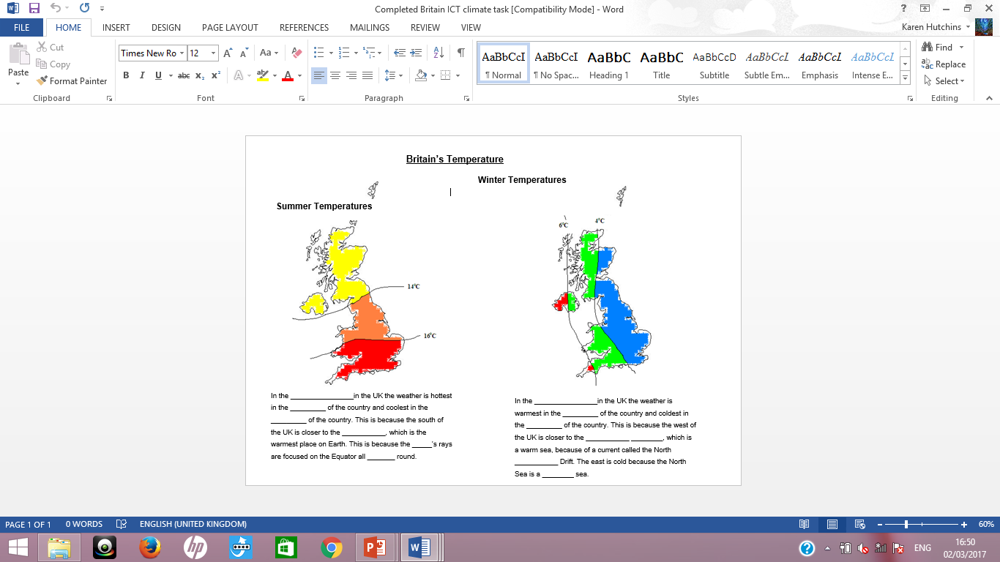 Completed Britain ICT climate task [Compatibility Mode] - Word
?
FILE HOME INSERT DESIGN PAGE LAYOUT REFERENCES MAILINGS REVIEW VIEW
Karen Hutchins
Paste
Cut
Copy
Format Painter
Clipboard
Times New Ro 12
Aa
B I U abc x₂ x²
A ab A
Font
Paragraph
AaBbCcI AaBbCcI AaBbC AaBbC AaBbCcD AaBbCcI AaBbCcI AaBbCcI
¶ Normal ¶ No Spac... Heading 1 Title Subtitle Subtle Em... Emphasis Intense E...
Styles
Find
Replace
Select
Editing
Britain's Temperature
Summer Temperatures
14°C
16°C
In the ________________in the UK the weather is hottest
in the _________ of the country and coolest in the
_________ of the country. This is because the south of
the UK is closer to the ___________, which is the
warmest place on Earth. This is because the _____'s rays
are focused on the Equator all _______ round.
Winter Temperatures
6°C
4°C
In the ________________in the UK the weather is
warmest in the _________ of the country and coldest in
the _________ of the country. This is because the west of
the UK is closer to the ___________ ________, which is
a warm sea, because of a current called the North
___________ Drift. The east is cold because the North
Sea is a ________ sea.
PAGE 1 OF 1 0 WORDS ENGLISH (UNITED KINGDOM)
60%
hp
ENG
16:50
02/03/2017